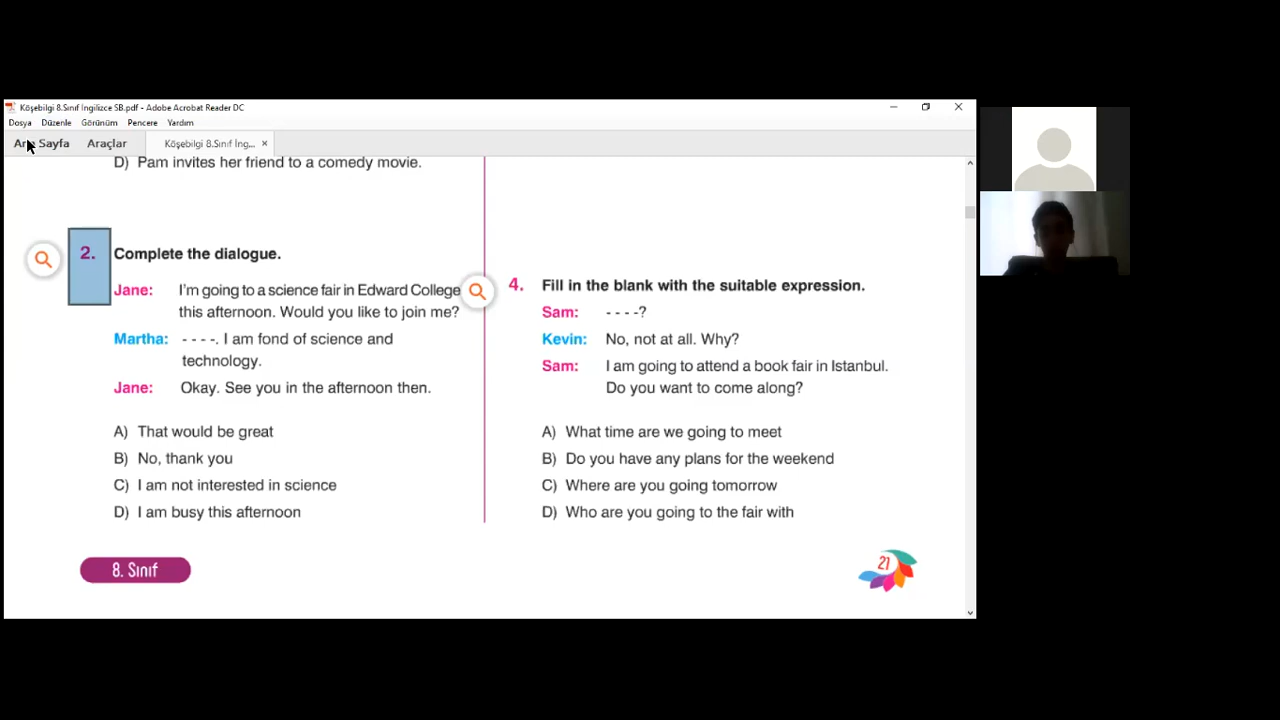 Köşebilgi 8.Sınıf İngilizce SB.pdf - Adobe Acrobat Reader DC
Dosya Düzenle Görünüm Pencere Yardım
Ana Sayfa Araçlar Köşebilgi 8.Sınıf İng... ×
D) Pam invites her friend to a comedy movie.
2. Complete the dialogue.
Jane: I'm going to a science fair in Edward College
this afternoon. Would you like to join me?
Martha: - - - -. I am fond of science and
technology.
Jane: Okay. See you in the afternoon then.
A) That would be great
B) No, thank you
C) I am not interested in science
D) I am busy this afternoon
8. Sınıf
4. Fill in the blank with the suitable expression.
Sam: - - - -?
Kevin: No, not at all. Why?
Sam: I am going to attend a book fair in Istanbul.
Do you want to come along?
A) What time are we going to meet
B) Do you have any plans for the weekend
C) Where are you going tomorrow
D) Who are you going to the fair with
21